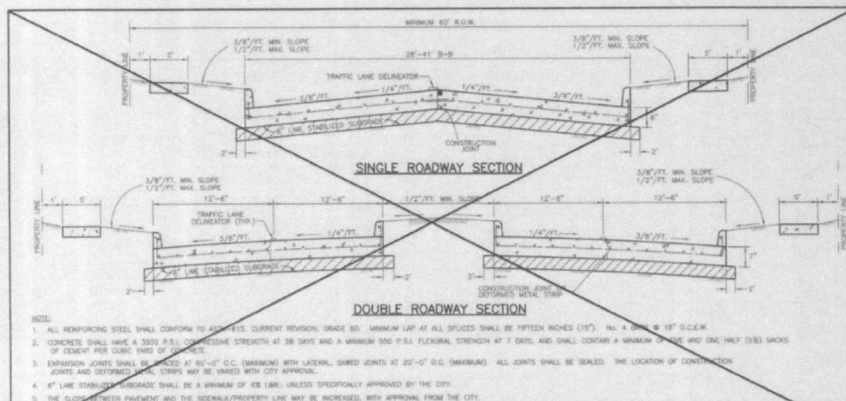 MINIMUM 60' R.O.W.
3/8"/FT. MIN. SLOPE
1/2"/FT. MAX. SLOPE
3/8"/FT. MIN. SLOPE
1/2"/FT. MAX. SLOPE
1' 5'
28'-41' B-B
5' 1'
PROPERTY LINE
PROPERTY LINE
TRAFFIC LANE DELINEATOR
3/8"/FT. 1/4"/FT. 1/4"/FT. 3/8"/FT.
6"
6" LIME STABILIZED SUBGRADE
CONSTRUCTION
JOINT
2' 2'
SINGLE ROADWAY SECTION
3/8"/FT. MIN. SLOPE
1/2"/FT. MAX. SLOPE
3/8"/FT. MIN. SLOPE
1/2"/FT. MAX. SLOPE
1' 5'
12'-6" 12'-6" 1/2"/FT. MIN. SLOPE 12'-6" 12'-6"
5' 1'
PROPERTY LINE
PROPERTY LINE
TRAFFIC LANE
DELINEATOR (TYP.)
3/8"/FT. 1/4"/FT. 1/4"/FT. 3/8"/FT.
7"
6" LIME STABILIZED SUBGRADE
2' 2' 2' 2'
CONSTRUCTION JOINT OR
DEFORMED METAL STRIP
DOUBLE ROADWAY SECTION
NOTE:
1. ALL REINFORCING STEEL SHALL CONFORM TO ASTM-615, CURRENT REVISION, GRADE 60. MINIMUM LAP AT ALL SPLICES SHALL BE FIFTEEN INCHES (15"). No. 4 BARS @ 18" O.C.E.W.
2. CONCRETE SHALL HAVE A 3500 P.S.I. COMPRESSIVE STRENGTH AT 28 DAYS AND A MINIMUM 550 P.S.I. FLEXURAL STRENGTH AT 7 DAYS, AND SHALL CONTAIN A MINIMUM OF FIVE AND ONE HALF (5½) SACKS
OF CEMENT PER CUBIC YARD OF CONCRETE.
3. EXPANSION JOINTS SHALL BE SPACED AT 60'-0" O.C. (MAXIMUM) WITH LATERAL, SAWED JOINTS AT 20'-0" O.C. (MAXIMUM). ALL JOINTS SHALL BE SEALED. THE LOCATION OF CONSTRUCTION
JOINTS AND DEFORMED METAL STRIPS MAY BE VARIED WITH CITY APPROVAL.
4. 6" LIME STABILIZED SUBGRADE SHALL BE A MINIMUM OF 6% LIME, UNLESS SPECIFICALLY APPROVED BY THE CITY.
5. THE SLOPE BETWEEN PAVEMENT AND THE SIDEWALK/PROPERTY LINE MAY BE INCREASED, WITH APPROVAL FROM THE CITY.